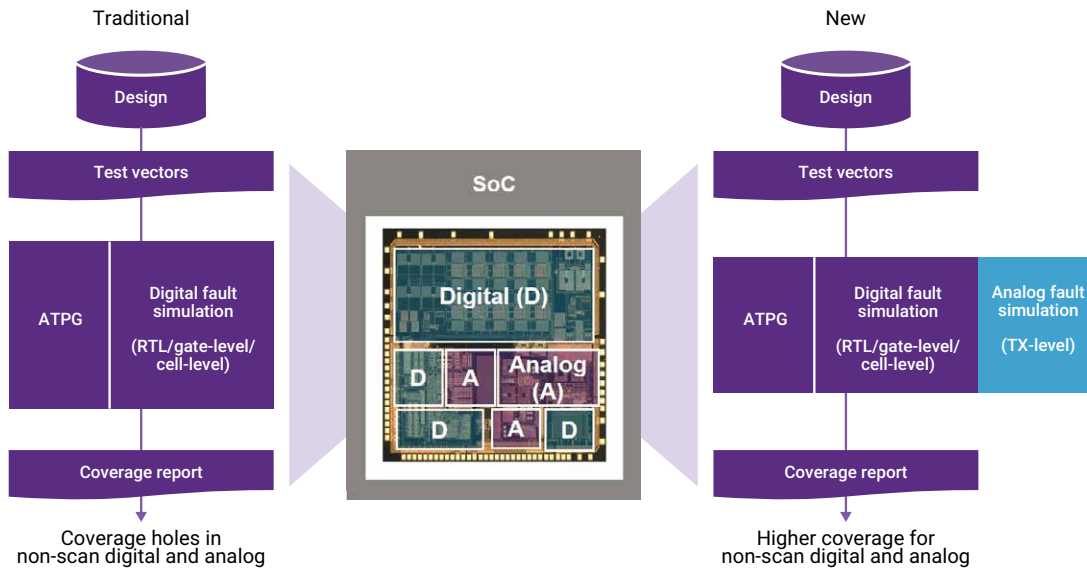 Traditional
Design
Test vectors
ATPG
Digital fault
simulation
(RTL/gate-level/
cell-level)
Coverage report
Coverage holes in
non-scan digital and analog
SoC
Digital (D)
D
A
Analog
(A)
D
A
D
New
Design
Test vectors
ATPG
Digital fault
simulation
(RTL/gate-level/
cell-level)
Analog fault
simulation
(TX-level)
Coverage report
Higher coverage for
non-scan digital and analog